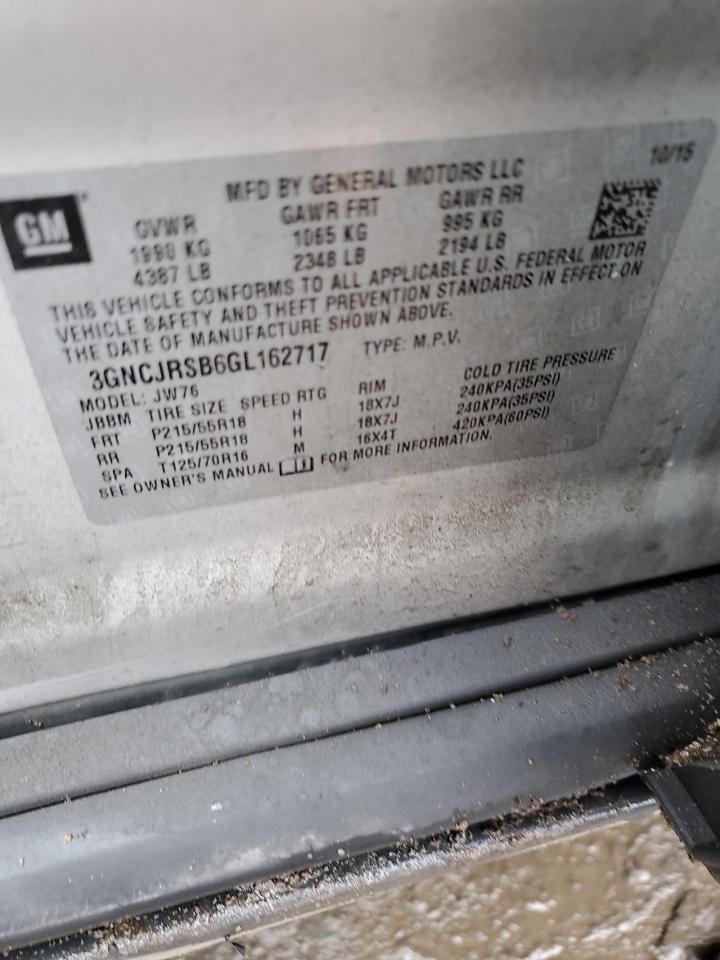 10/15
MFD BY GENERAL MOTORS LLC
GM
GVWR GAWR FRT GAWR RR
1990 KG 1065 KG 995 KG
4387 LB 2348 LB 2194 LB
THIS VEHICLE CONFORMS TO ALL APPLICABLE U.S. FEDERAL MOTOR
VEHICLE SAFETY AND THEFT PREVENTION STANDARDS IN EFFECT ON
THE DATE OF MANUFACTURE SHOWN ABOVE.
3GNCJRSB6GL162717 TYPE: M.P.V.
MODEL: JW76
JBBM TIRE SIZE SPEED RTG RIM COLD TIRE PRESSURE
FRT P215/55R18 H 18X7J 240KPA(35PSI)
RR P215/55R18 H 18X7J 240KPA(35PSI)
SPA T125/70R16 M 16X4T 420KPA(60PSI)
SEE OWNER'S MANUAL FOR MORE INFORMATION.